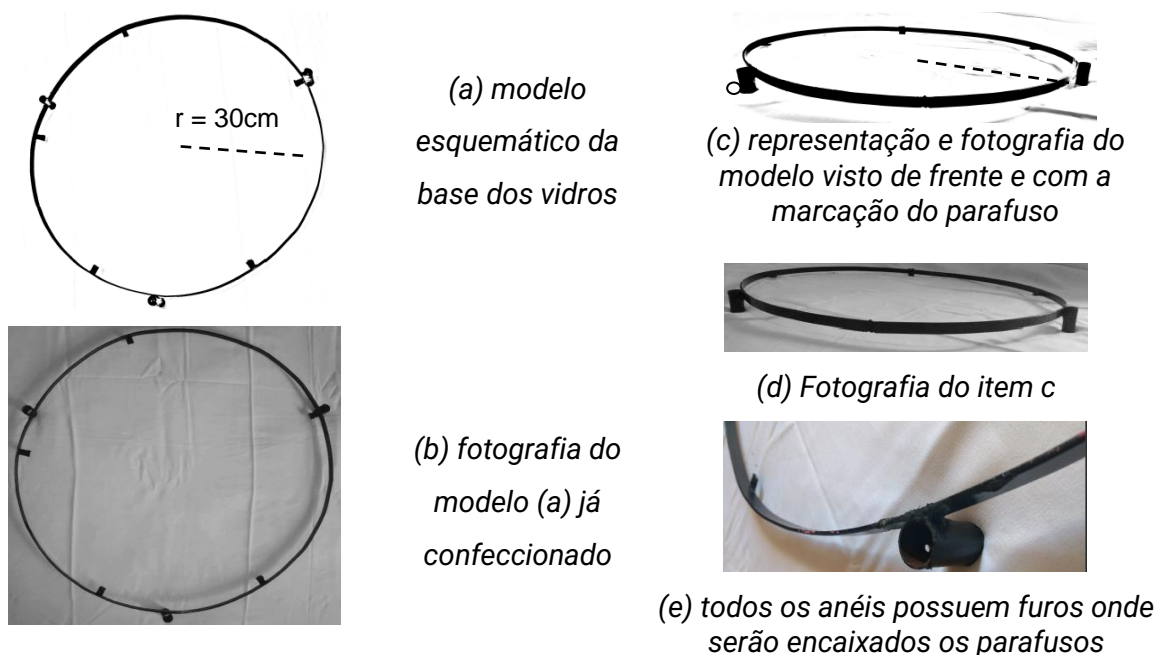 r = 30cm
(a) modelo
esquemático da
base dos vidros
(b) fotografia do
modelo (a) já
confeccionado
(c) representação e fotografia do
modelo visto de frente e com a
marcação do parafuso
(d) Fotografia do item c
(e) todos os anéis possuem furos onde
serão encaixados os parafusos